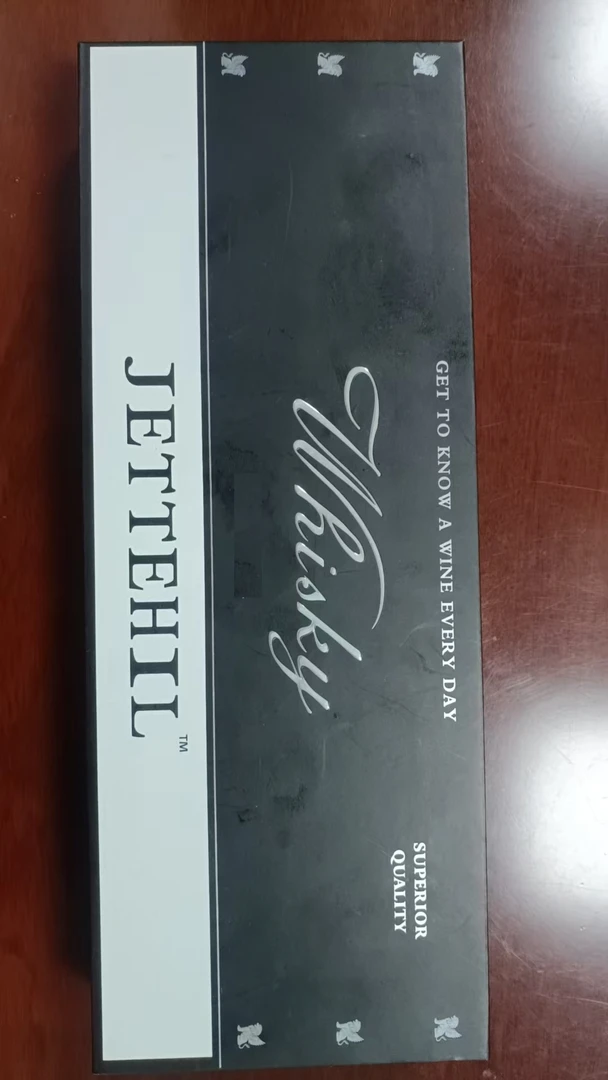 GET TO KNOW A WINE EVERY DAY
SUPERIOR
QUALITY
Whisky
JETTEHIL™